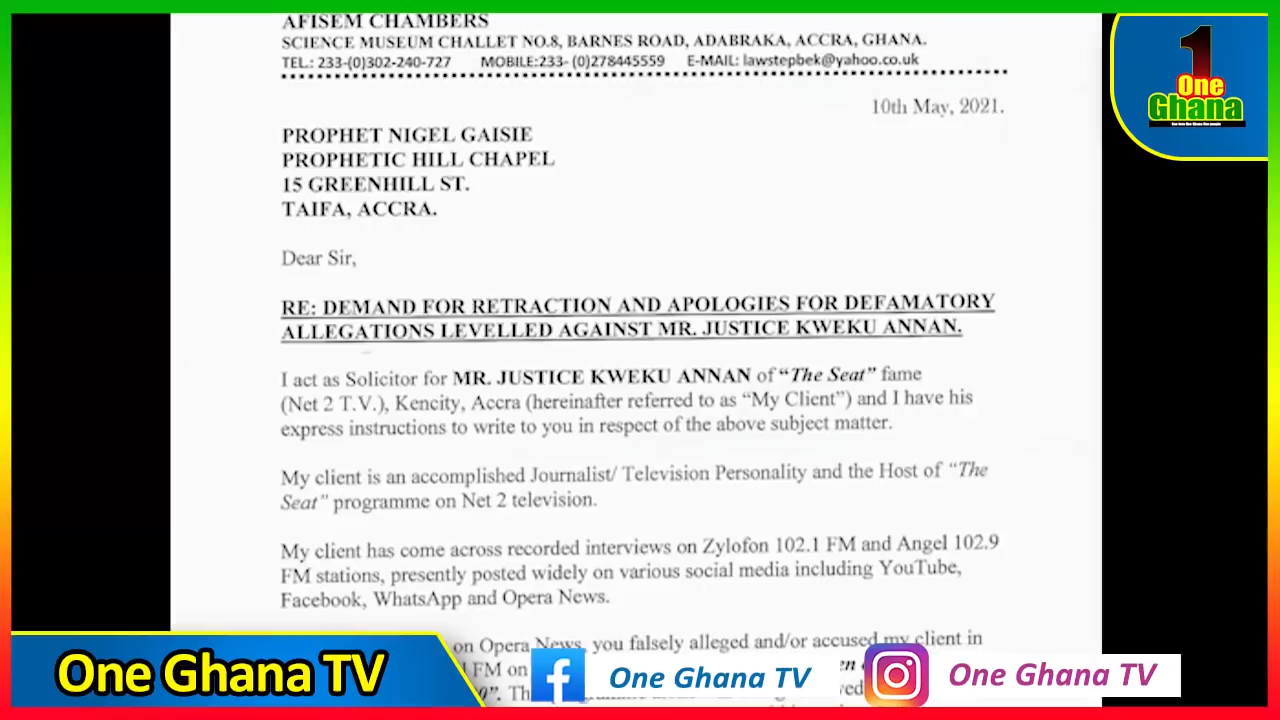 AFISEM CHAMBERS
SCIENCE MUSEUM CHALLET NO.8, BARNES ROAD, ADABRAKA, ACCRA, GHANA.
TEL.: 233-(0)302-240-727 MOBILE:233- (0)278445559 E-MAIL: lawstepbek@yahoo.co.uk
10th May, 2021.
PROPHET NIGEL GAISIE
PROPHETIC HILL CHAPEL
15 GREENHILL ST.
TAIFA, ACCRA.
Dear Sir,
RE: DEMAND FOR RETRACTION AND APOLOGIES FOR DEFAMATORY
ALLEGATIONS LEVELLED AGAINST MR. JUSTICE KWEKU ANNAN.
I act as Solicitor for MR. JUSTICE KWEKU ANNAN of “The Seat” fame
(Net 2 T.V.), Kencity, Accra (hereinafter referred to as “My Client”) and I have his
express instructions to write to you in respect of the above subject matter.
My client is an accomplished Journalist/ Television Personality and the Host of “The
Seat” programme on Net 2 television.
My client has come across recorded interviews on Zylofon 102.1 FM and Angel 102.9
FM stations, presently posted widely on various social media including YouTube,
Facebook, WhatsApp and Opera News.
on Opera News, you falsely alleged and/or accused my client in
FM on
1
One
Ghana
One Ghana TV
One Ghana TV
One Ghana TV